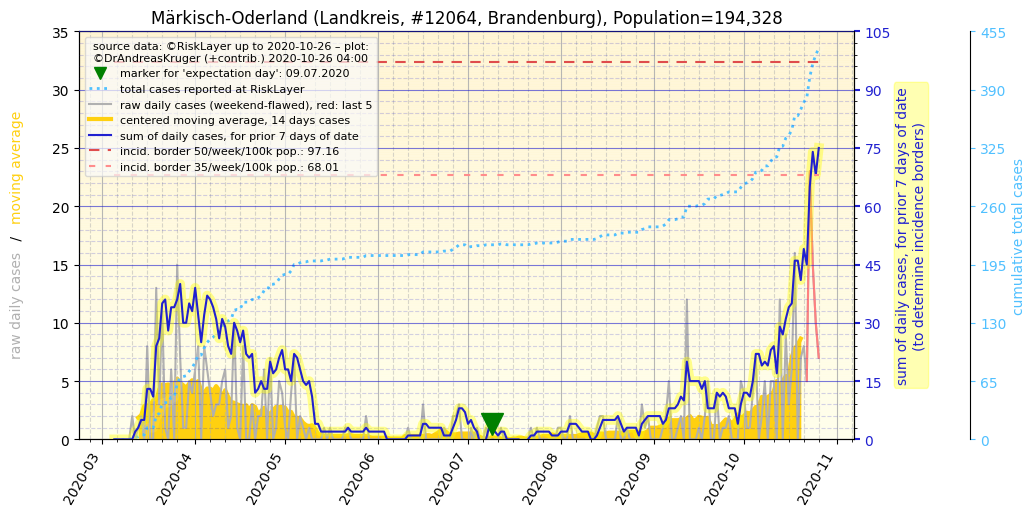 Märkisch-Oderland (Landkreis, #12064, Brandenburg), Population=194,328
source data: ©RiskLayer up to 2020-10-26 – plot:
©DrAndreasKruger (+contrib.) 2020-10-26 04:00
marker for 'expectation day': 09.07.2020
total cases reported at RiskLayer
raw daily cases (weekend-flawed), red: last 5
centered moving average, 14 days cases
sum of daily cases, for prior 7 days of date
incid. border 50/week/100k pop.: 97.16
incid. border 35/week/100k pop.: 68.01
raw daily cases / moving average
35
30
25
20
15
10
5
0
2020-03
2020-04
2020-05
2020-06
2020-07
2020-08
2020-09
2020-10
2020-11
105
90
75
60
45
30
15
0
sum of daily cases, for prior 7 days of date
(to determine incidence borders)
455
390
325
260
195
130
65
0
cumulative total cases